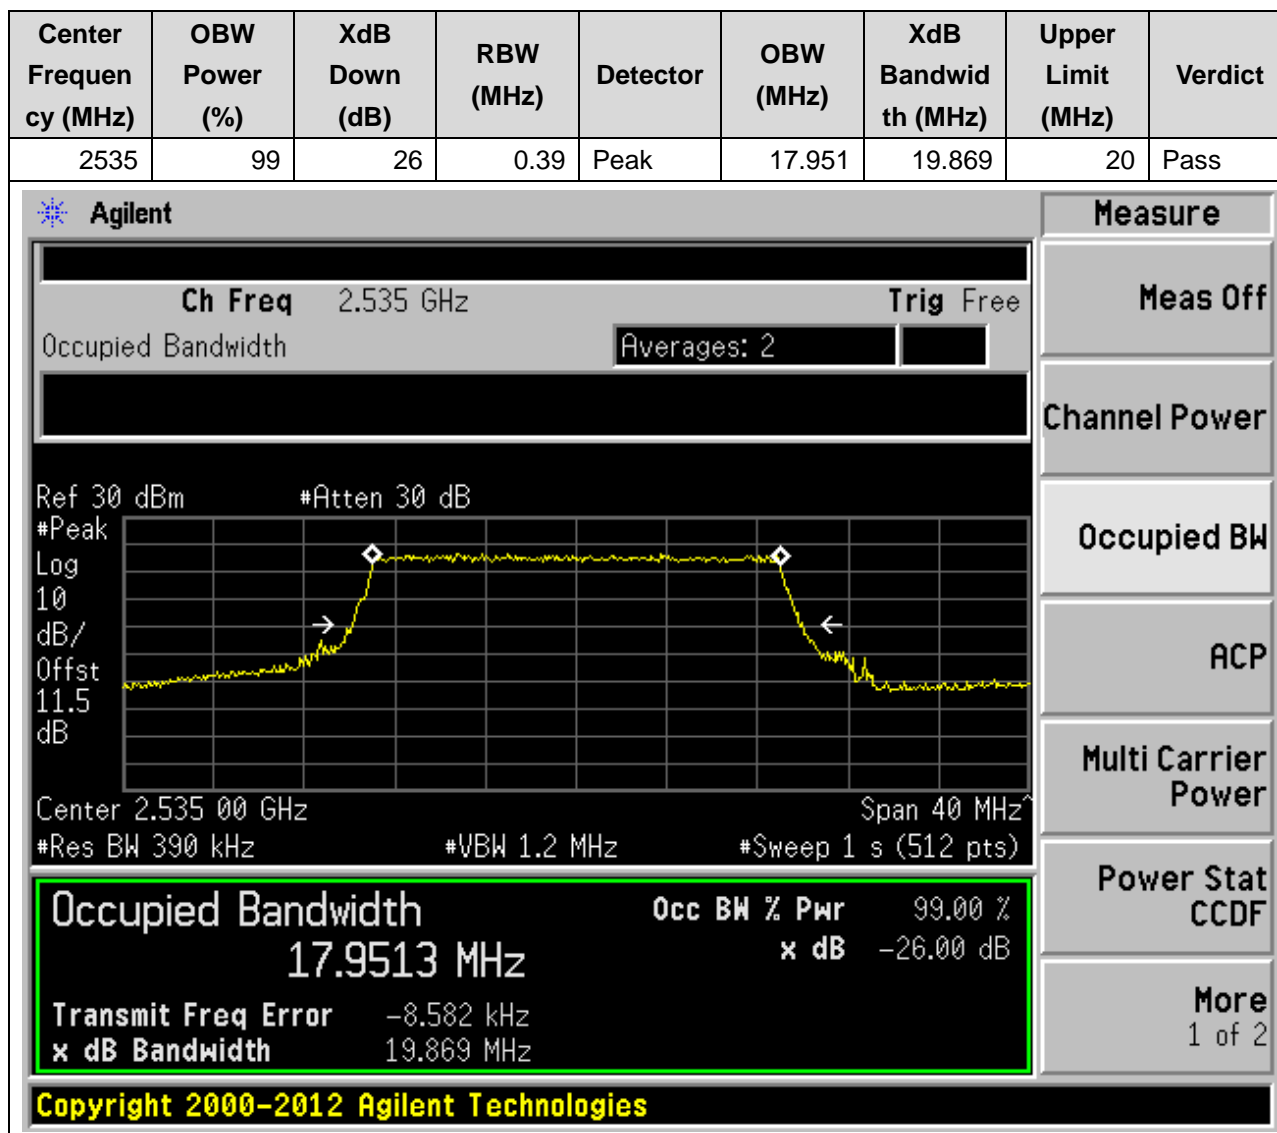 Center Frequen cy (MHz) | OBW Power (%) | XdB Down (dB) | RBW (MHz) | Detector | OBW (MHz) | XdB Bandwid th (MHz) | Upper Limit (MHz) | Verdict
2535 | 99 | 26 | 0.39 | Peak | 17.951 | 19.869 | 20 | Pass
Agilent
Measure
Ch Freq 2.535 GHz Trig Free
Occupied Bandwidth Averages: 2
Ref 30 dBm #Atten 30 dB
#Peak
Log
10
dB/
Offst
11.5
dB
Center 2.535 00 GHz Span 40 MHz^
#Res BW 390 kHz #VBW 1.2 MHz #Sweep 1 s (512 pts)
Occupied Bandwidth Occ BW % Pwr 99.00 %
17.9513 MHz x dB -26.00 dB
Transmit Freq Error -8.582 kHz
x dB Bandwidth 19.869 MHz
Meas Off
Channel Power
Occupied BW
ACP
Multi Carrier
Power
Power Stat
CCDF
More
1 of 2
Copyright 2000-2012 Agilent Technologies